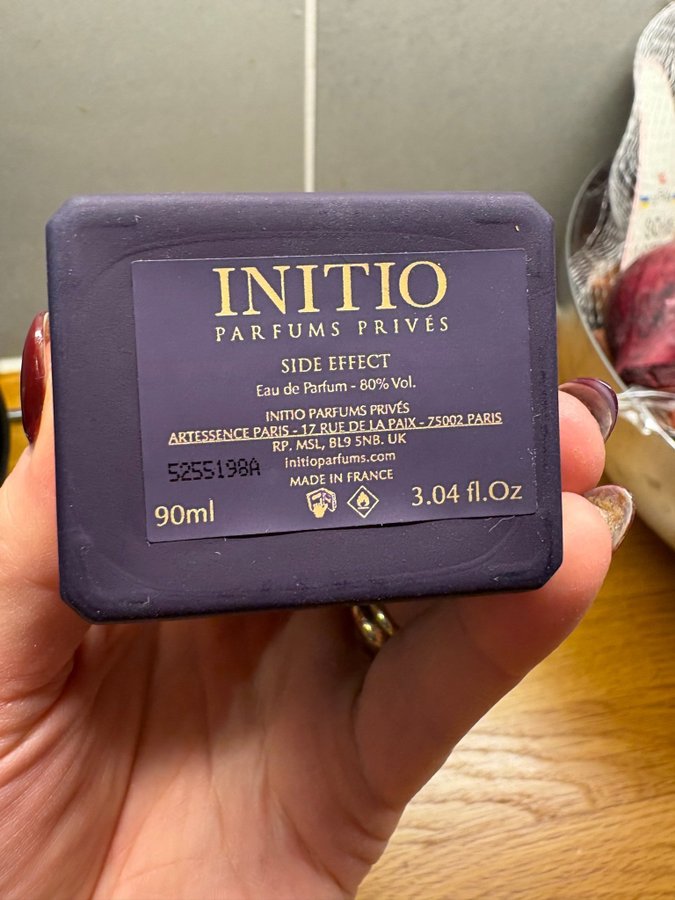 INITIO
PARFUMS PRIVÉS
SIDE EFFECT
Eau de Parfum - 80% Vol.
INITIO PARFUMS PRIVÉS
ARTESSENCE PARIS - 17 RUE DE LA PAIX - 75002 PARIS
RP. MSL, BL9 5NB. UK
initioparfums.com
5255198A
MADE IN FRANCE
90ml
3.04 fl.Oz